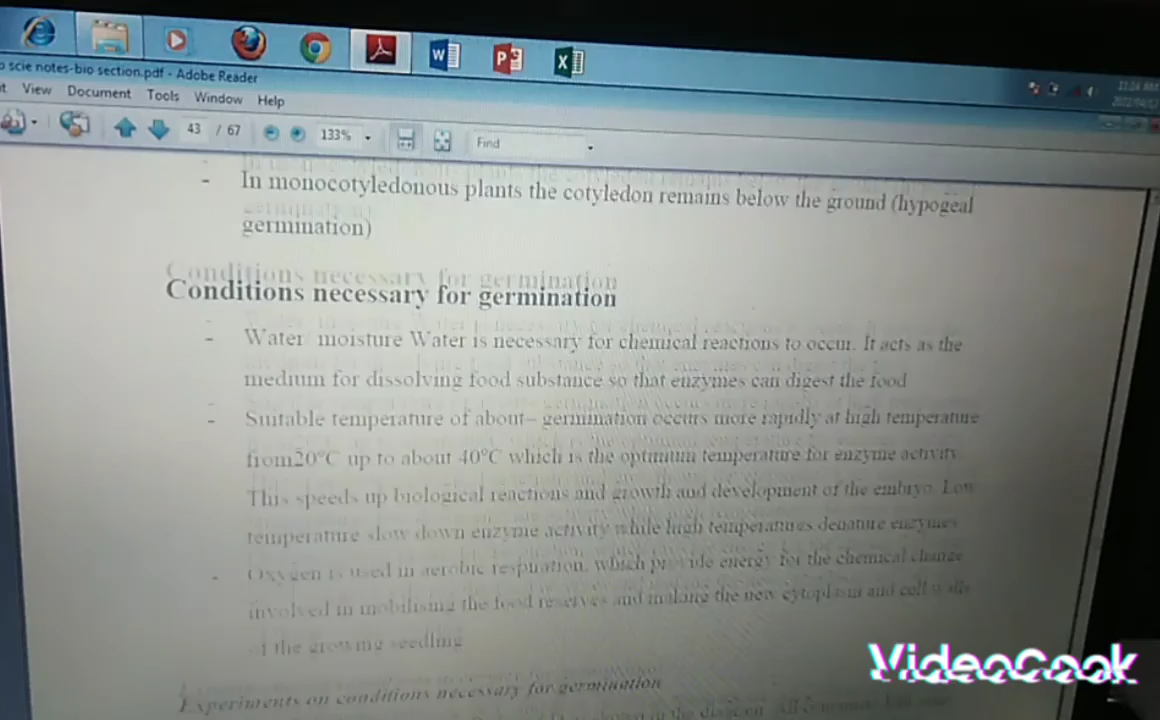 scie notes-bio section.pdf - Adobe Reader
View Document Tools Window Help
43 / 67 133% Find
- In monocotyledonous plants the cotyledon remains below the ground (hypogeal
germination)
Conditions necessary for germination
- Water moisture Water is necessary for chemical reactions to occur. It acts as the
medium for dissolving food substance so that enzymes can digest the food
- Suitable temperature of about– germination occurs more rapidly at high temperature
from20°C up to about 40°C which is the optimum temperature for enzyme activity.
This speeds up biological reactions and growth and development of the embryo. Low
temperature slow down enzyme activity while high temperatures denature enzymes
- Oxygen is used in aerobic respiration, which provide energy for the chemical change
involved in mobilising the food reserves and making the new cytoplasm and cell walls
of the growing seedling
Experiments on conditions necessary for germination
VideoCook